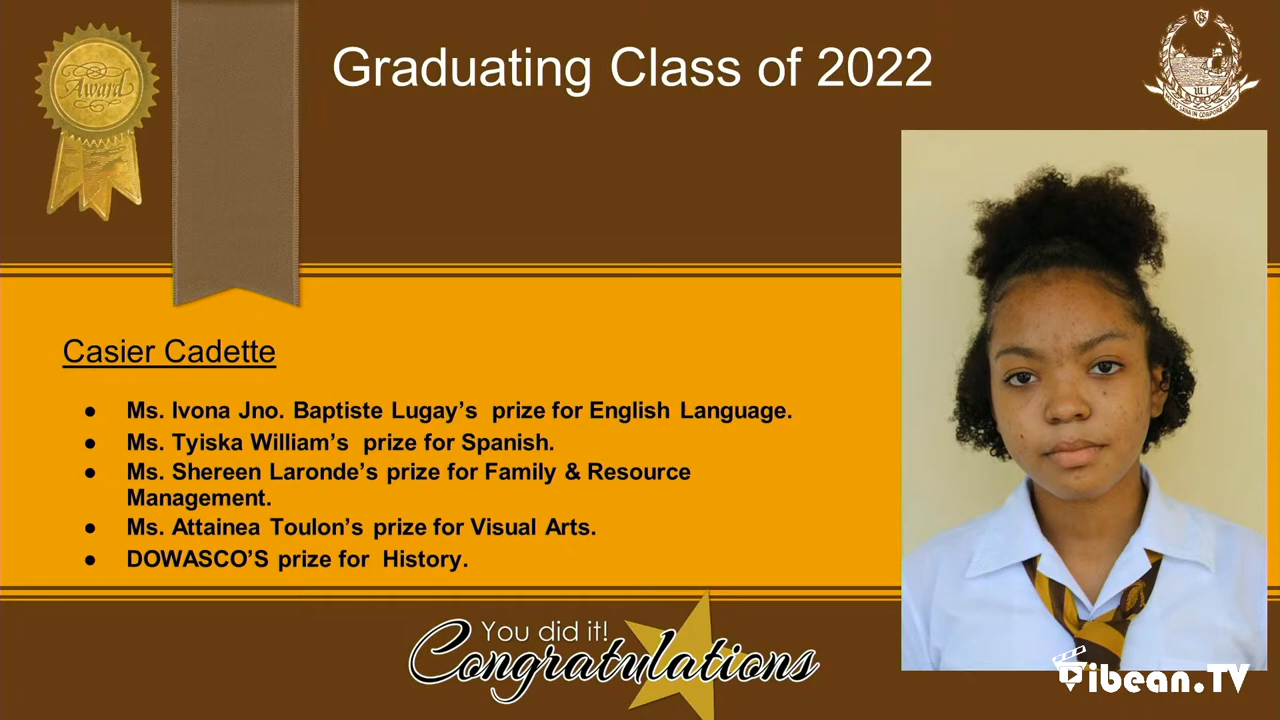 Award
Graduating Class of 2022
Casier Cadette
● Ms. Ivona Jno. Baptiste Lugay’s prize for English Language.
● Ms. Tyiska William’s prize for Spanish.
● Ms. Shereen Laronde’s prize for Family & Resource
Management.
● Ms. Attainea Toulon’s prize for Visual Arts.
● DOWASCO’S prize for History.
You did it!
Congratulations
ibean.TV